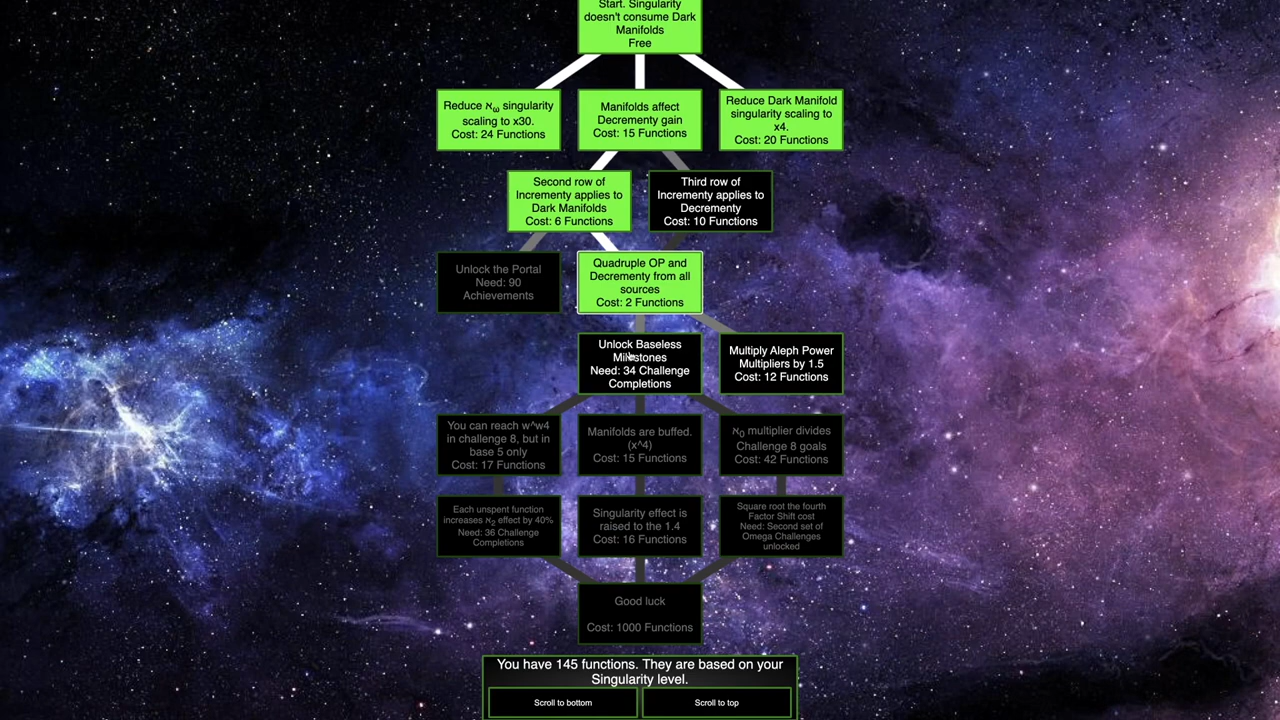 Start. Singularity
doesn't consume Dark
Manifolds
Free
Reduce ℵω singularity
scaling to x30.
Cost: 24 Functions
Manifolds affect
Decrementy gain
Cost: 15 Functions
Reduce Dark Manifold
singularity scaling to
x4.
Cost: 20 Functions
Second row of
Incrementy applies to
Dark Manifolds
Cost: 6 Functions
Third row of
Incrementy applies to
Decrementy
Cost: 10 Functions
Unlock the Portal
Need: 90
Achievements
Quadruple OP and
Decrementy from all
sources
Cost: 2 Functions
Unlock Baseless
Milestones
Need: 34 Challenge
Completions
Multiply Aleph Power
Multipliers by 1.5
Cost: 12 Functions
You can reach w^w4
in challenge 8, but in
base 5 only
Cost: 17 Functions
Manifolds are buffed.
(x^4)
Cost: 15 Functions
ℵ0 multiplier divides
Challenge 8 goals
Cost: 42 Functions
Each unspent function
increases ℵ2 effect by 40%
Need: 36 Challenge
Completions
Singularity effect is
raised to the 1.4
Cost: 16 Functions
Square root the fourth
Factor Shift cost
Need: Second set of
Omega Challenges
unlocked
Good luck
Cost: 1000 Functions
You have 145 functions. They are based on your
Singularity level.
Scroll to bottom
Scroll to top